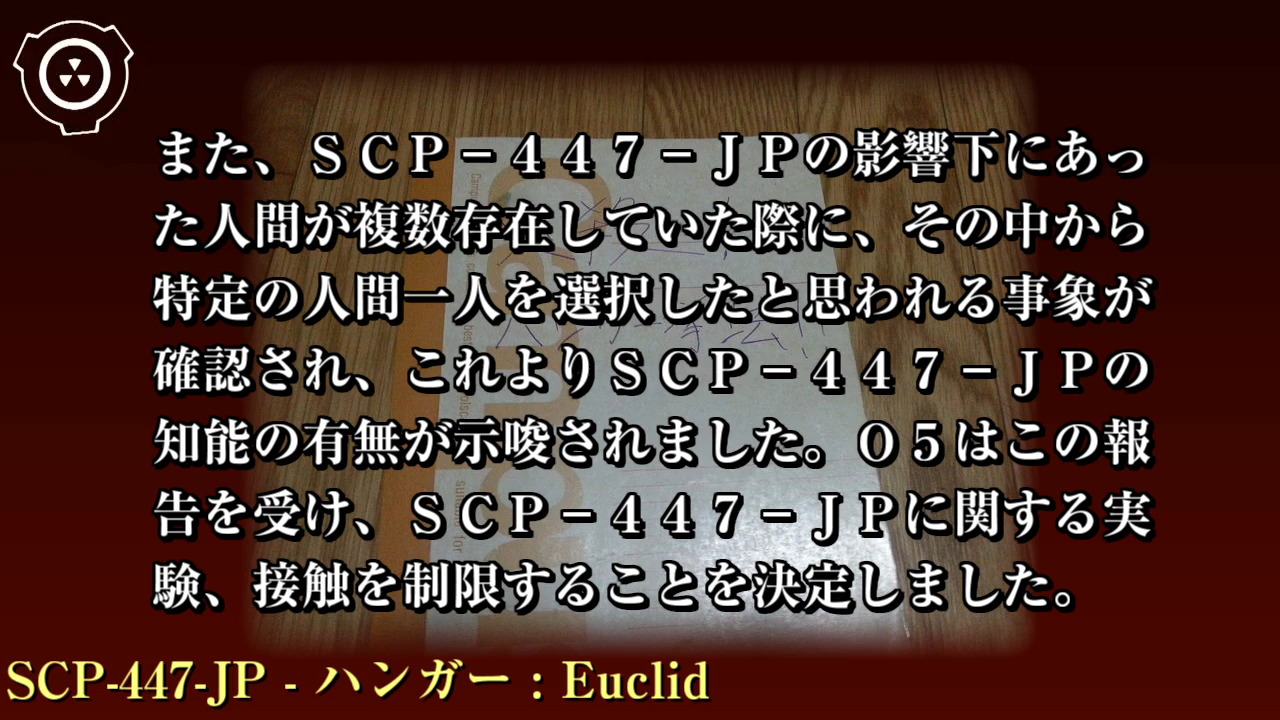 また、ＳＣＰ－４４７－ＪＰの影響下にあっ
た人間が複数存在していた際に、その中から
特定の人間一人を選択したと思われる事象が
確認され、これよりＳＣＰ－４４７－ＪＰの
知能の有無が示唆されました。Ｏ５はこの報
告を受け、ＳＣＰ－４４７－ＪＰに関する実
験、接触を制限することを決定しました。
SCP-447-JP - ハンガー : Euclid